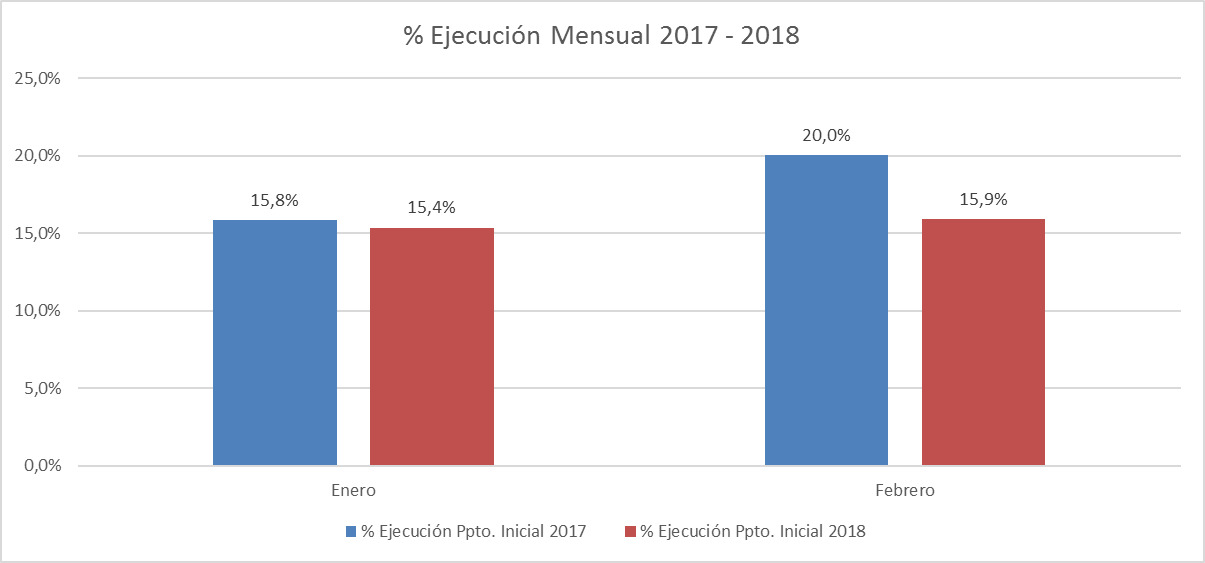 % Ejecución Mensual 2017 - 2018
25,0%
20,0%
15,0%
10,0%
5,0%
0,0%
15,8%
15,4%
20,0%
15,9%
Enero
Febrero
% Ejecución Ppto. Inicial 2017
% Ejecución Ppto. Inicial 2018